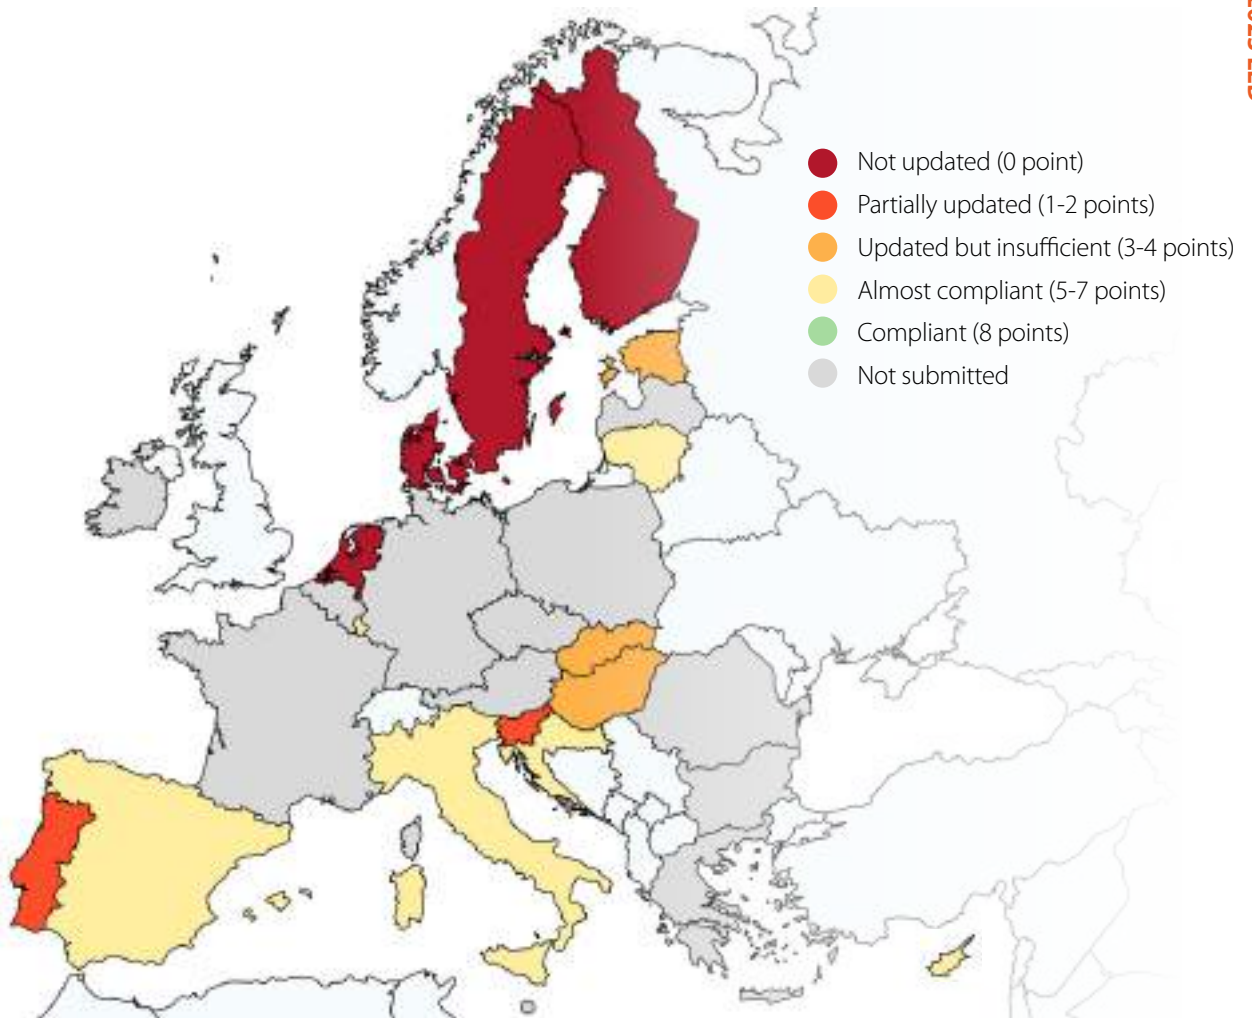 Not updated (0 point)
Partially updated (1-2 points)
Updated but insufficient (3-4 points)
Almost compliant (5-7 points)
Compliant (8 points)
Not submitted